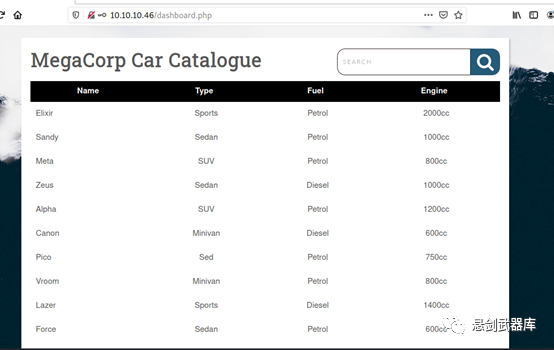 10.10.10.46/dashboard.php
MegaCorp Car Catalogue
SEARCH
Name Type Fuel Engine
Elixir Sports Petrol 2000cc
Sandy Sedan Petrol 1000cc
Meta SUV Petrol 800cc
Zeus Sedan Diesel 1000cc
Alpha SUV Petrol 1200cc
Canon Minivan Diesel 600cc
Pico Sed Petrol 750cc
Vroom Minivan Petrol 800cc
Lazer Sports Diesel 1400cc
Force Sedan Petrol 600cc
悬剑武器库